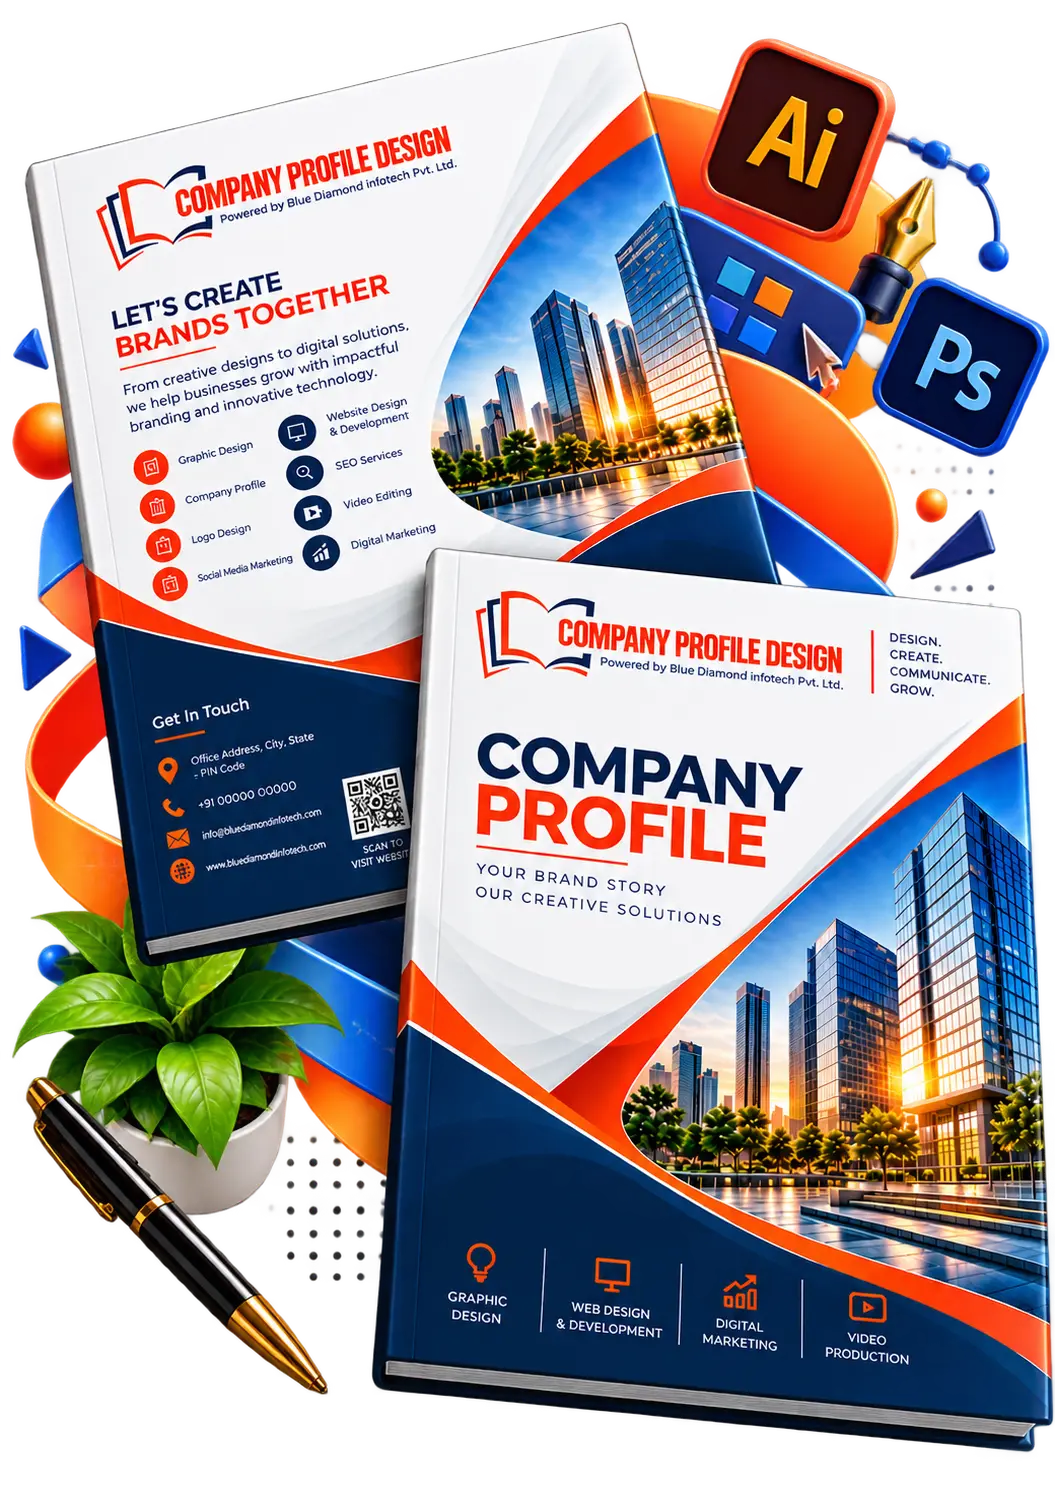 COMPANY PROFILE DESIGN
Powered by Blue Diamond infotech Pvt. Ltd.
LET'S CREATE
BRANDS TOGETHER
From creative designs to digital solutions,
we help businesses grow with impactful
branding and innovative technology.
Graphic Design
Company Profile
Logo Design
Social Media Marketing
Website Design
& Development
SEO Services
Video Editing
Digital Marketing
Get In Touch
Office Address, City, State
- PIN Code
+91 00000 00000
info@bluedamondinfotech.com
www.bluediamondinfotech.com
SCAN TO
VISIT WEBSIT
Ai
Ps
COMPANY PROFILE DESIGN
Powered by Blue Diamond infotech Pvt. Ltd.
DESIGN.
CREATE.
COMMUNICATE.
GROW.
COMPANY
PROFILE
YOUR BRAND STORY
OUR CREATIVE SOLUTIONS
GRAPHIC
DESIGN
WEB DESIGN
& DEVELOPMENT
DIGITAL
MARKETING
VIDEO
PRODUCTION